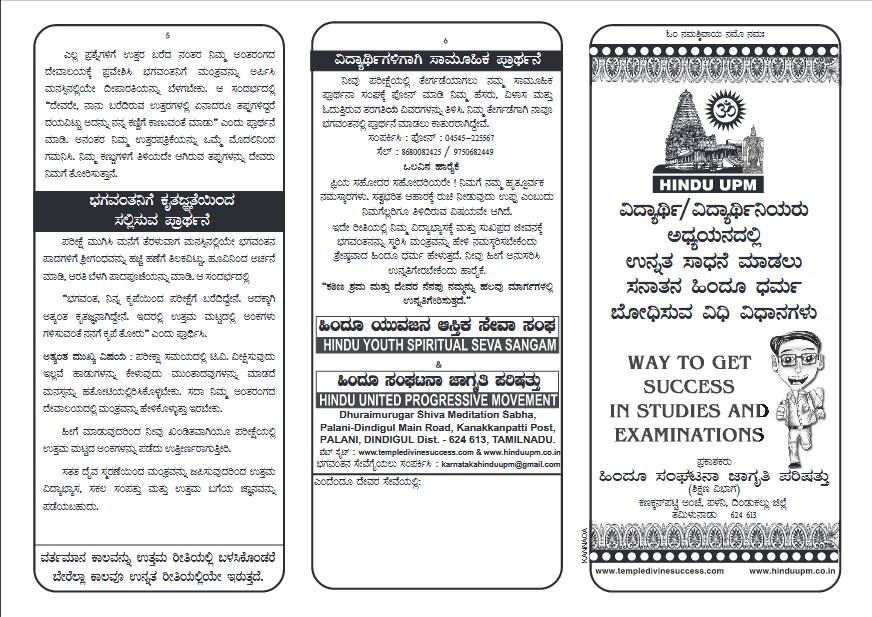 5
ಎಲ್ಲ ಪ್ರಶ್ನೆಗಳಿಗೆ ಉತ್ತರ ಬರೆದ ನಂತರ ನಿಮ್ಮ ಅಂತರಂಗದ
ದೇವಾಲಯಕ್ಕೆ ಪ್ರವೇಶಿಸಿ ಭಗವಂತನಿಗೆ ಮಂತ್ರವನ್ನು ಅರ್ಪಿಸಿ
ಮನಸ್ಸಿನಲ್ಲಿಯೇ ದೀಪಾರತಿಯನ್ನು ಬೆಳಗಬೇಕು. ಆ ಸಂದರ್ಭದಲ್ಲಿ
"ದೇವರೇ, ನಾನು ಬರೆದಿರುವ ಉತ್ತರಗಳಲ್ಲಿ ಏನಾದರೂ ತಪ್ಪುಗಳಿದ್ದರೆ
ದಯವಿಟ್ಟು ಅದನ್ನು ನನ್ನ ಕಣ್ಣಿಗೆ ಕಾಣುವಂತೆ ಮಾಡು" ಎಂದು ಪ್ರಾರ್ಥನೆ
ಮಾಡಿ. ಅನಂತರ ನಿಮ್ಮ ಉತ್ತರಪತ್ರಿಕೆಯನ್ನು ಒಮ್ಮೆ ಮೊದಲಿನಿಂದ
ಗಮನಿಸಿ. ನಿಮ್ಮ ಕಣ್ಣುಗಳಿಗೆ ತಿಳಿಯದೇ ಆಗಿರುವ ತಪ್ಪುಗಳನ್ನು ದೇವರು
ನಿಮಗೆ ತೋರಿಸುತ್ತಾನೆ.
ಭಗವಂತನಿಗೆ ಕೃತಜ್ಞತೆಯಿಂದ
ಸಲ್ಲಿಸುವ ಪ್ರಾರ್ಥನೆ
ಪರೀಕ್ಷೆ ಮುಗಿಸಿ ಮನೆಗೆ ತೆರಳುವಾಗ ಮನಸ್ಸಿನಲ್ಲಿಯೇ ಭಗವಂತನ
ಪಾದಗಳಿಗೆ ಶ್ರೀಗಂಧವನ್ನು ಹಚ್ಚಿ ಹಣೆಗೆ ತಿಲಕವಿಟ್ಟು, ಹೂವಿನಿಂದ ಅರ್ಚನೆ
ಮಾಡಿ, ಆರತಿ ಬೆಳಗಿ ಪಾದಪೂಜೆಯನ್ನು ಮಾಡಿ. ಆ ಸಂದರ್ಭದಲ್ಲಿ
"ಭಗವಂತ, ನಿನ್ನ ಕೃಪೆಯಿಂದ ಪರೀಕ್ಷೆಗೆ ಬರೆದಿದ್ದೇನೆ. ಅದಕ್ಕಾಗಿ
ಅತ್ಯಂತ ಕೃತಜ್ಞನಾಗಿದ್ದೇನೆ. ಇದರಲ್ಲಿ ಉತ್ತಮ ಮಟ್ಟದಲ್ಲಿ ಅಂಕಗಳು
ಗಳಿಸುವಂತೆ ನನಗೆ ಕೃಪೆ ತೋರು" ಎಂದು ಪ್ರಾರ್ಥಿಸಿ.
ಅತ್ಯಂತ ಮುಖ್ಯ ವಿಷಯ : ಪರೀಕ್ಷಾ ಸಮಯದಲ್ಲಿ ಟಿ.ವಿ. ವೀಕ್ಷಿಸುವುದು
ಇಲ್ಲವೆ ಹಾಡುಗಳನ್ನು ಕೇಳುವುದು ಮುಂತಾದವುಗಳನ್ನು ಮಾಡದೆ
ಮನಸ್ಸನ್ನು ಹತೋಟಿಯಲ್ಲಿರಿಸಿಕೊಳ್ಳಬೇಕು. ಸದಾ ನಿಮ್ಮ ಅಂತರಂಗದ
ದೇವಾಲಯದಲ್ಲಿ ಮಂತ್ರವನ್ನು ಹೇಳಿಕೊಳ್ಳುತ್ತಾ ಇರಬೇಕು.
ಹೀಗೆ ಮಾಡುವುದರಿಂದ ನೀವು ಖಂಡಿತವಾಗಿಯೂ ಪರೀಕ್ಷೆಯಲ್ಲಿ
ಉತ್ತಮ ಮಟ್ಟದ ಅಂಕಗಳನ್ನು ಪಡೆದು ಉತ್ತೀರ್ಣರಾಗುತ್ತೀರಿ.
ಸತತ ದೈವ ಸ್ಮರಣೆಯಿಂದ ಮಂತ್ರವನ್ನು ಜಪಿಸುವುದರಿಂದ ಉತ್ತಮ
ವಿದ್ಯಾಭ್ಯಾಸ, ಸಕಲ ಸಂಪತ್ತು ಮತ್ತು ಉತ್ತಮ ಬಗೆಯ ಜ್ಞಾನವನ್ನು
ಪಡೆಯಬಹುದು.
ವರ್ತಮಾನ ಕಾಲವನ್ನು ಉತ್ತಮ ರೀತಿಯಲ್ಲಿ ಬಳಸಿಕೊಂಡರೆ
ಬೇರೆಲ್ಲಾ ಕಾಲವೂ ಉನ್ನತ ರೀತಿಯಲ್ಲಿಯೇ ಇರುತ್ತದೆ.
6
ವಿದ್ಯಾರ್ಥಿಗಳಿಗಾಗಿ ಸಾಮೂಹಿಕ ಪ್ರಾರ್ಥನೆ
ನೀವು ಪರೀಕ್ಷೆಯಲ್ಲಿ ತೇರ್ಗಡೆಯಾಗಲು ನಮ್ಮ ಸಾಮೂಹಿಕ
ಪ್ರಾರ್ಥನಾ ಸಂಘಕ್ಕೆ ಫೋನ್ ಮಾಡಿ ನಿಮ್ಮ ಹೆಸರು, ವಿಳಾಸ ಮತ್ತು
ಓದುತ್ತಿರುವ ತರಗತಿಯ ವಿವರಗಳನ್ನು ತಿಳಿಸಿ. ನಿಮ್ಮ ತೇರ್ಗಡೆಗಾಗಿ ನಾವೂ
ಭಗವಂತನಲ್ಲಿ ಪ್ರಾರ್ಥನೆ ಮಾಡಲು ಕಾತುರರಾಗಿದ್ದೇವೆ.
ಸಂಪರ್ಕಿಸಿ : ಫೋನ್ : 04545–225567
ಸೆಲ್ : 8680082425 / 9750682449
ಒಲವಿನ ಹಾರೈಕೆ
ಪ್ರಿಯ ಸಹೋದರ ಸಹೋದರಿಯರೇ ! ನಿಮಗೆ ನಮ್ಮ ಹೃತ್ಪೂರ್ವಕ
ನಮಸ್ಕಾರಗಳು. ಸತ್ವಭರಿತ ಆಹಾರಕ್ಕೆ ರುಚಿ ನೀಡುವುದು ಉಪ್ಪು ಎಂಬುದು
ನಿಮಗೆಲ್ಲರಿಗೂ ತಿಳಿದಿರುವ ವಿಷಯವೇ ಆಗಿದೆ.
ಇದೇ ರೀತಿಯಲ್ಲಿ ನಿಮ್ಮ ವಿದ್ಯಾಭ್ಯಾಸಕ್ಕೆ ಮತ್ತು ಸುಖಪ್ರದ ಜೀವನಕ್ಕೆ
ಭಗವಂತನನ್ನು ಸ್ಮರಿಸಿ ಮಂತ್ರವನ್ನು ಹೇಳಿ ನಮಸ್ಕರಿಸಬೇಕೆಂದು
ಶ್ರೇಷ್ಠವಾದ ಹಿಂದೂ ಧರ್ಮ ಹೇಳುತ್ತದೆ. ನೀವು ಹೀಗೆ ಅನುಸರಿಸಿ
ಉನ್ನತಿಗೇರಬೇಕೆಂದು ಹಾರೈಕೆ.
"ಕಠಿಣ ಶ್ರಮ ಮತ್ತು ದೇವರ ನೆನಪು ನಮ್ಮನ್ನು ಹಲವು ಮಾರ್ಗಗಳಲ್ಲಿ
ಉನ್ನತಿಗೇರಿಸುತ್ತದೆ."
ಹಿಂದೂ ಯುವಜನ ಆಸ್ತಿಕ ಸೇವಾ ಸಂಘ
HINDU YOUTH SPIRITUAL SEVA SANGAM
&
ಹಿಂದೂ ಸಂಘಟನಾ ಜಾಗೃತಿ ಪರಿಷತ್ತು
HINDU UNITED PROGRESSIVE MOVEMENT
Dhuraimurugar Shiva Meditation Sabha,
Palani-Dindigul Main Road, Kanakkanpatti Post,
PALANI, DINDIGUL Dist. - 624 613, TAMILNADU.
ವೆಬ್ ಸೈಟ್ : www.templedivinesuccess.com & www.hinduupm.co.in
ಭಗವಂತನ ಸೇವೆಗೈಯಲು ಸಂಪರ್ಕಿಸಿ : karnatakahinduupm@gmail.com
ಎಂದೆಂದೂ ದೇವರ ಸೇವೆಯಲ್ಲಿ:
ಓಂ ನಮಶ್ಶಿವಾಯ ನಮೋ ನಮಃ
ॐ
HINDU UPM
ವಿದ್ಯಾರ್ಥಿ/ವಿದ್ಯಾರ್ಥಿನಿಯರು
ಅಧ್ಯಯನದಲ್ಲಿ
ಉನ್ನತ ಸಾಧನೆ ಮಾಡಲು
ಸನಾತನ ಹಿಂದೂ ಧರ್ಮ
ಬೋಧಿಸುವ ವಿಧಿ ವಿಧಾನಗಳು
WAY TO GET
SUCCESS
IN STUDIES AND
EXAMINATIONS
ಪ್ರಕಾಶಕರು
ಹಿಂದೂ ಸಂಘಟನಾ ಜಾಗೃತಿ ಪರಿಷತ್ತು
(ಶಿಕ್ಷಣ ವಿಭಾಗ)
ಕಣಕ್ಕನ್‌ಪಟ್ಟಿ ಅಂಚೆ, ಪಳನಿ, ದಿಂಡುಕಲ್ಲು ಜಿಲ್ಲೆ
ತಮಿಳುನಾಡು 624 613
KANNADA
www.templedivinesuccess.com www.hinduupm.co.in